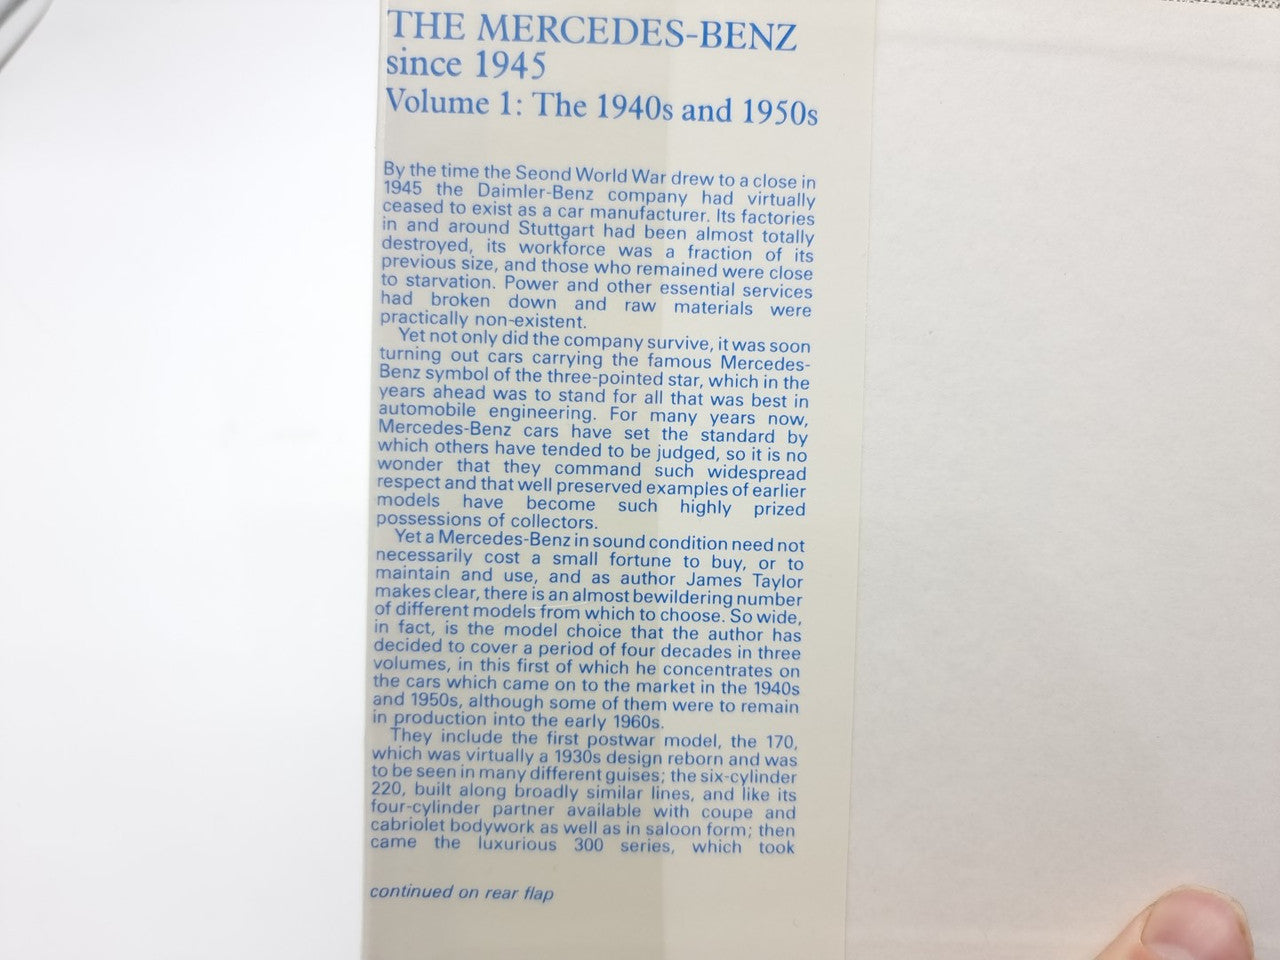 THE MERCEDES-BENZ
since 1945
Volume 1: The 1940s and 1950s
By the time the Seond World War drew to a close in
1945 the Daimler-Benz company had virtually
ceased to exist as a car manufacturer. Its factories
in and around Stuttgart had been almost totally
destroyed, its workforce was a fraction of its
previous size, and those who remained were close
to starvation. Power and other essential services
had broken down and raw materials were
practically non-existent.
Yet not only did the company survive, it was soon
turning out cars carrying the famous Mercedes-
Benz symbol of the three-pointed star, which in the
years ahead was to stand for all that was best in
automobile engineering. For many years now,
Mercedes-Benz cars have set the standard by
which others have tended to be judged, so it is no
wonder that they command such widespread
respect and that well preserved examples of earlier
models have become such highly prized
possessions of collectors.
Yet a Mercedes-Benz in sound condition need not
necessarily cost a small fortune to buy, or to
maintain and use, and as author James Taylor
makes clear, there is an almost bewildering number
of different models from which to choose. So wide,
in fact, is the model choice that the author has
decided to cover a period of four decades in three
volumes, in this first of which he concentrates on
the cars which came on to the market in the 1940s
and 1950s, although some of them were to remain
in production into the early 1960s.
They include the first postwar model, the 170,
which was virtually a 1930s design reborn and was
to be seen in many different guises; the six-cylinder
220, built along broadly similar lines, and like its
four-cylinder partner available with coupe and
cabriolet bodywork as well as in saloon form; then
came the luxurious 300 series, which took
continued on rear flap